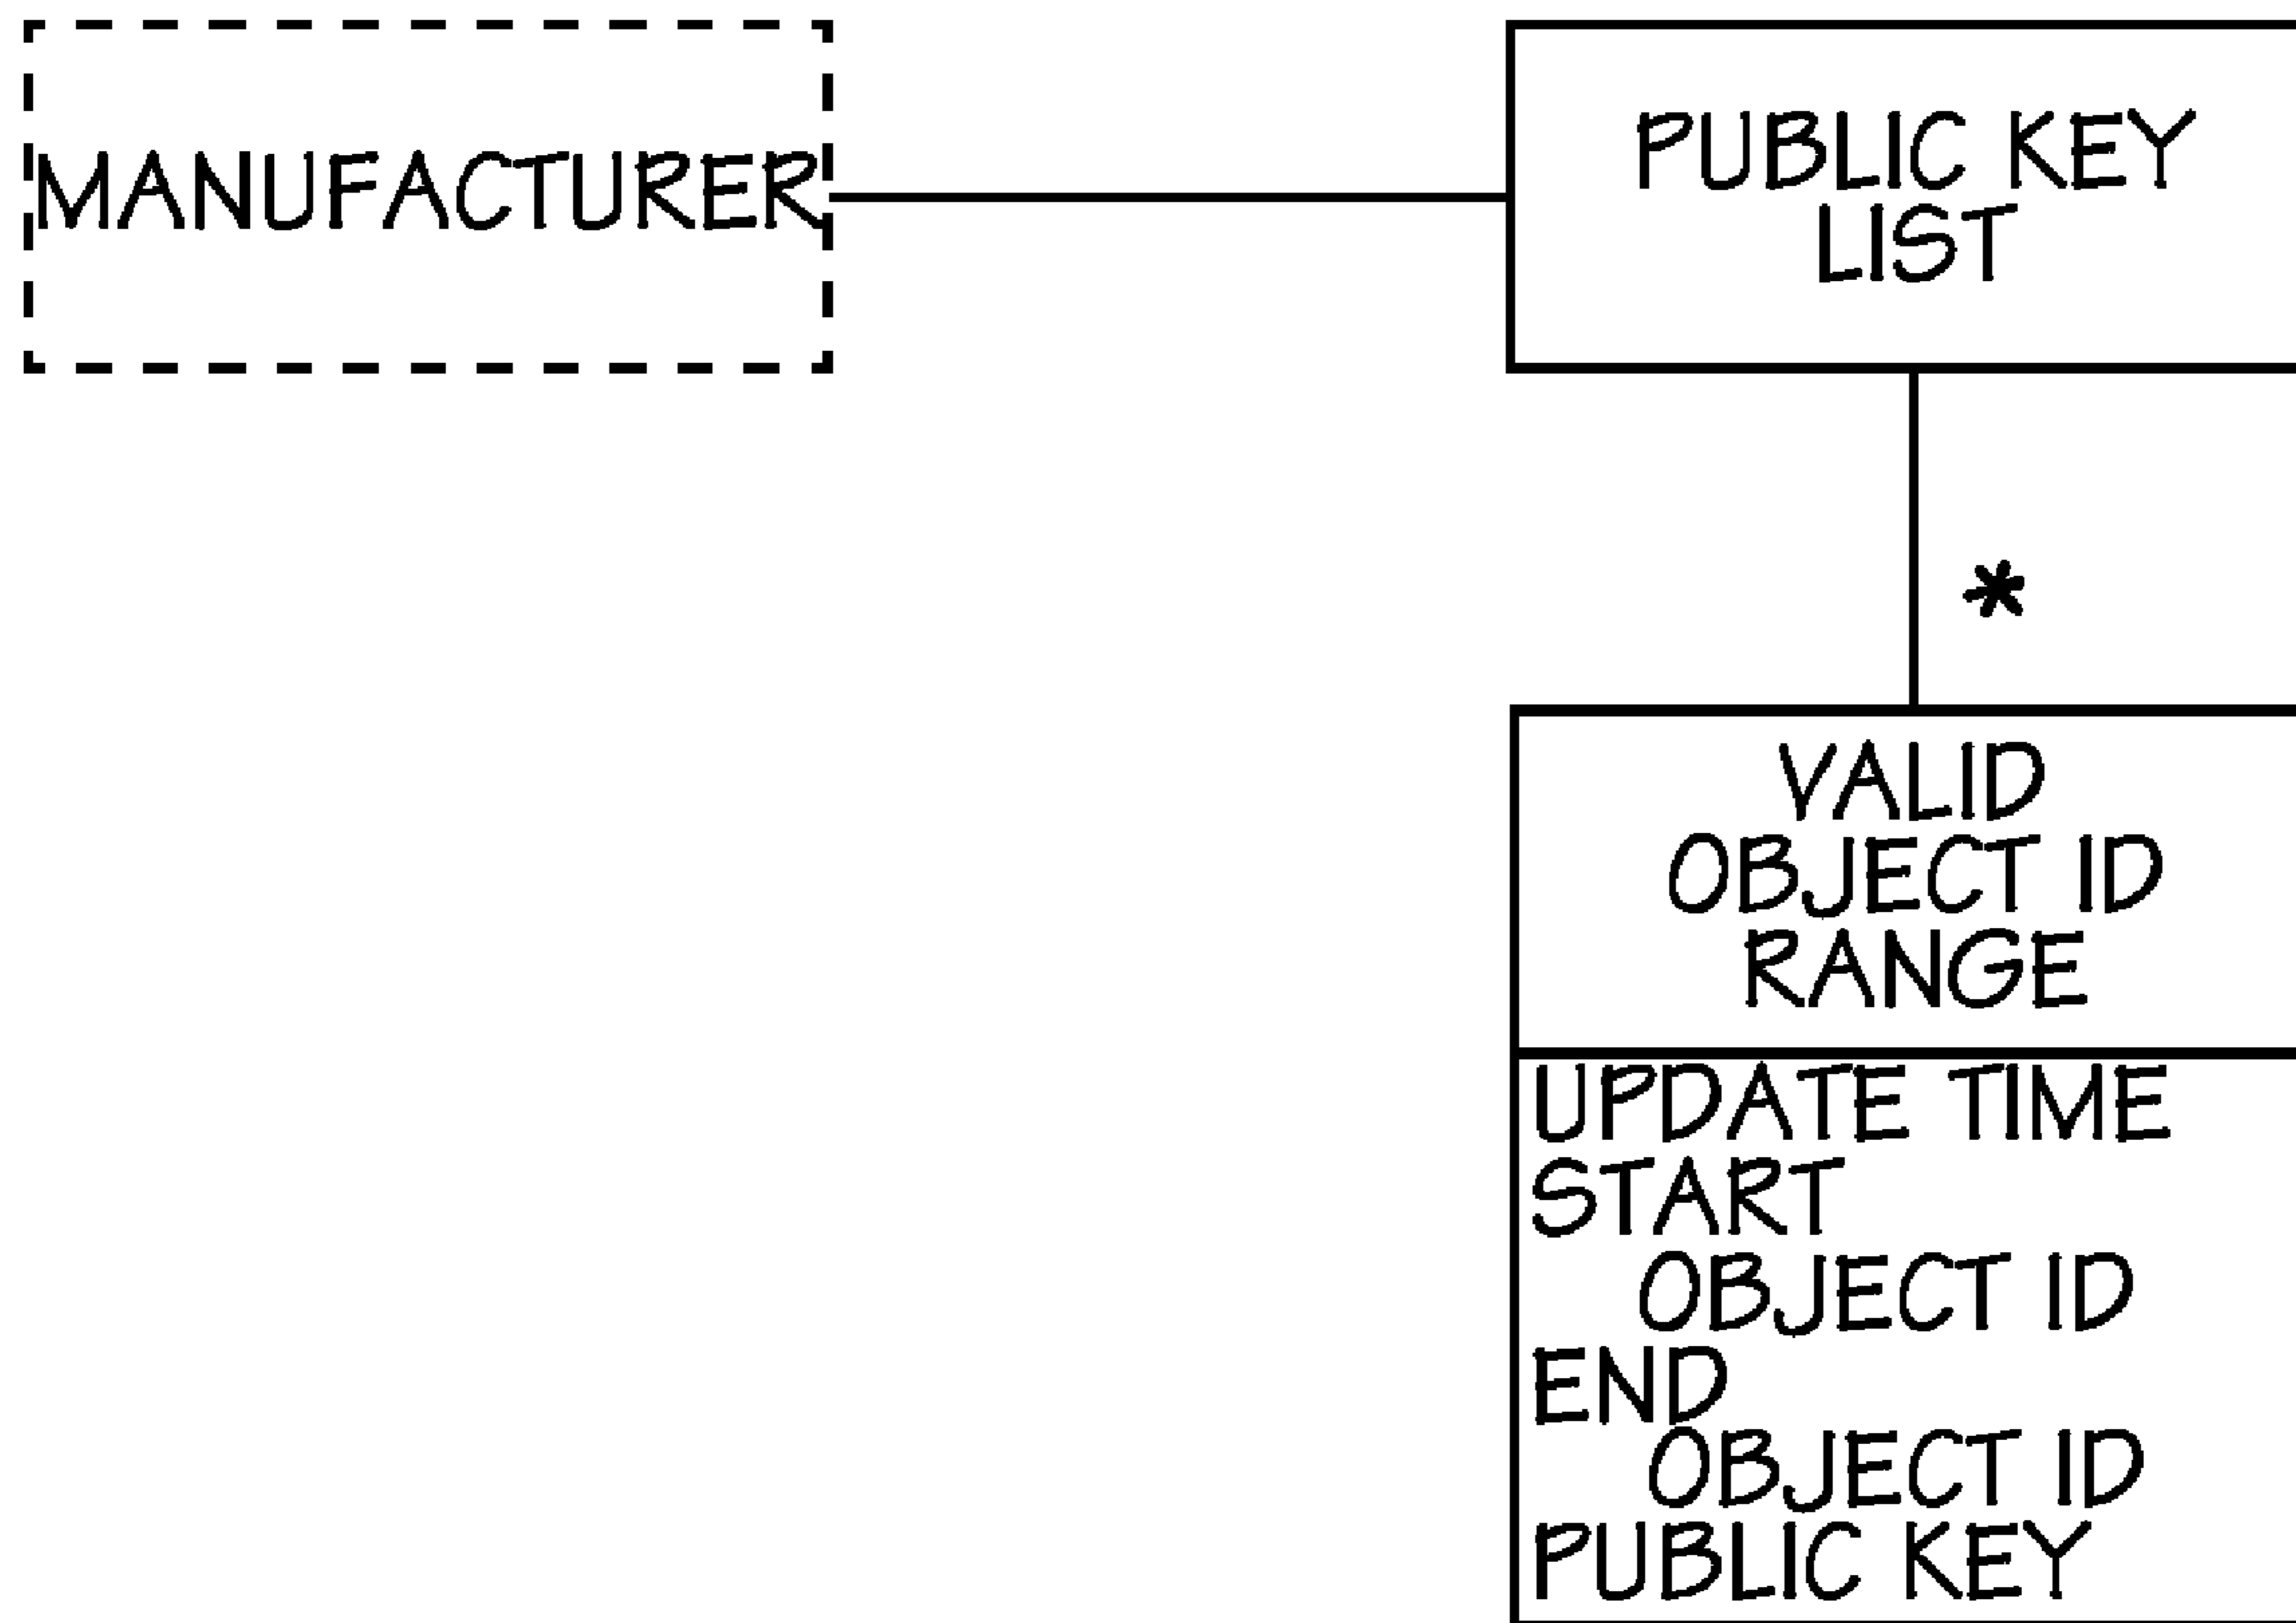 MANUFACTURER
PUBLIC KEY
LIST
*
VALID
OBJECT ID
RANGE
UPDATE TIME
START
OBJECT ID
END
OBJECT ID
PUBLIC KEY